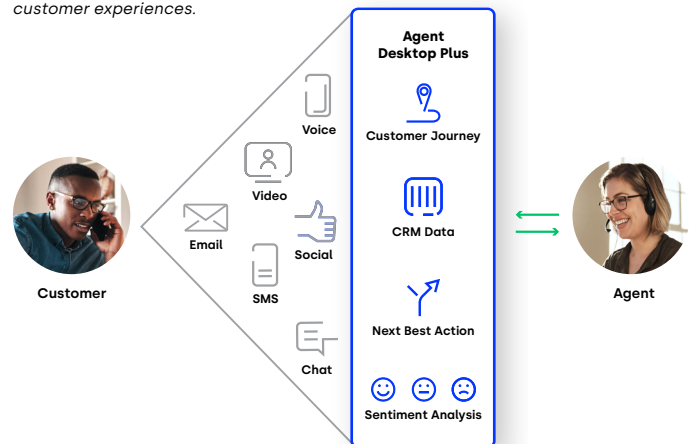 customer experiences.
Agent
Desktop Plus
Voice
Customer Journey
Video
Email
Social
CRM Data
SMS
Customer
Agent
Next Best Action
Chat
Sentiment Analysis